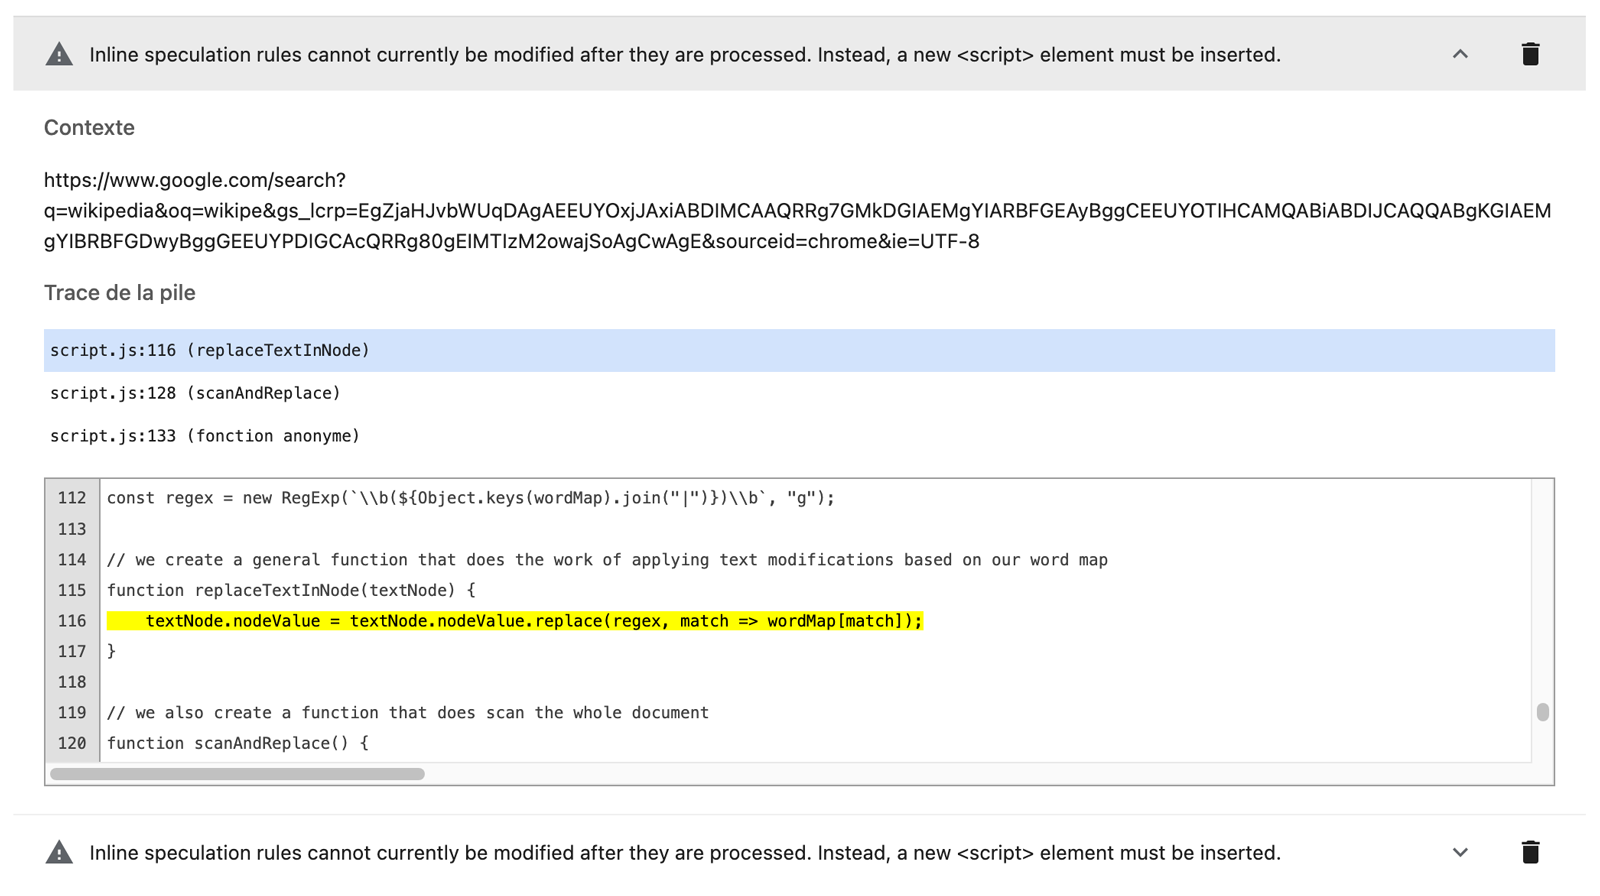 Inline speculation rules cannot currently be modified after they are processed. Instead, a new <script> element must be inserted.
Contexte
https://www.google.com/search?
q=wikipedia&oq=wikipe&gs_lcrp=EgZjaHJvbWUqDAgAEEUYOxjJAxiABDIMCAAQRRg7GMkDGIAEMgYIARBFGEAyBggCEEUYOTIHCAMQABiABDIJCAQQABgKGIAEM
gYIBRBFGDwyBggGEEUYPDIGCAcQRRg80gEIMTIzM2owajSoAgCwAgE&sourceid=chrome&ie=UTF-8
Trace de la pile
script.js:116 (replaceTextInNode)
script.js:128 (scanAndReplace)
script.js:133 (fonction anonyme)
112 const regex = new RegExp(`\\b(${Object.keys(wordMap).join("|")})\\b`, "g");
113
114 // we create a general function that does the work of applying text modifications based on our word map
115 function replaceTextInNode(textNode) {
116     textNode.nodeValue = textNode.nodeValue.replace(regex, match => wordMap[match]);
117 }
118
119 // we also create a function that does scan the whole document
120 function scanAndReplace() {
Inline speculation rules cannot currently be modified after they are processed. Instead, a new <script> element must be inserted.